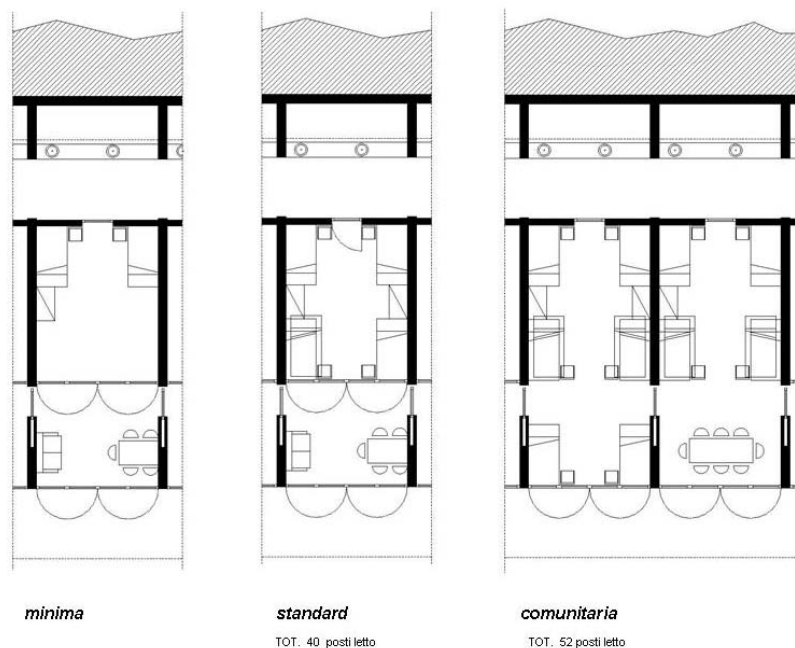 minima
standard
TOT. 40 posti letto
comunitaria
TOT. 52 posti letto